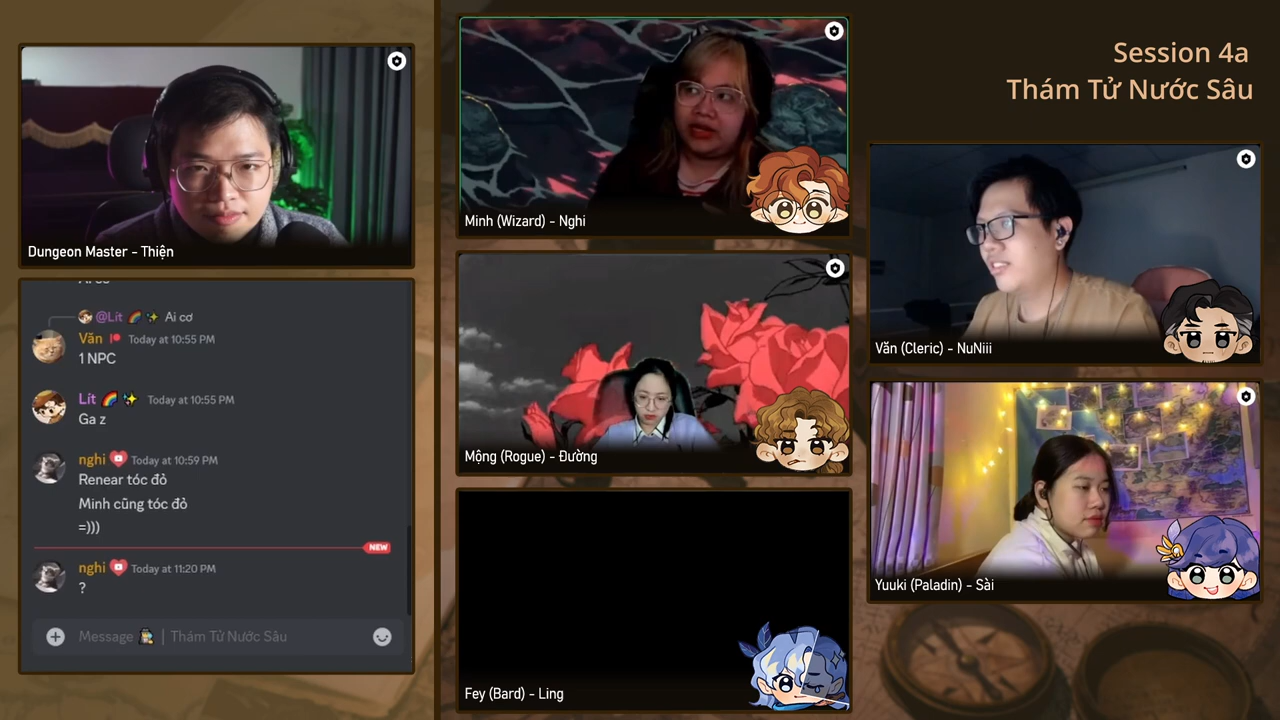 Session 4a
Thám Tử Nước Sâu
Dungeon Master - Thiện
@Lít 🌈 ✨ Ai cơ
Văn Today at 10:55 PM
1 NPC
Lít 🌈 ✨ Today at 10:55 PM
Ga z
nghi Today at 10:59 PM
Renear tóc đỏ
Minh cũng tóc đỏ
=)))
NEW
nghi Today at 11:20 PM
?
Message | Thám Tử Nước Sâu
Minh (Wizard) - Nghi
Mộng (Rogue) - Đường
Fey (Bard) - Ling
Văn (Cleric) - NuNiii
Yuuki (Paladin) - Sài